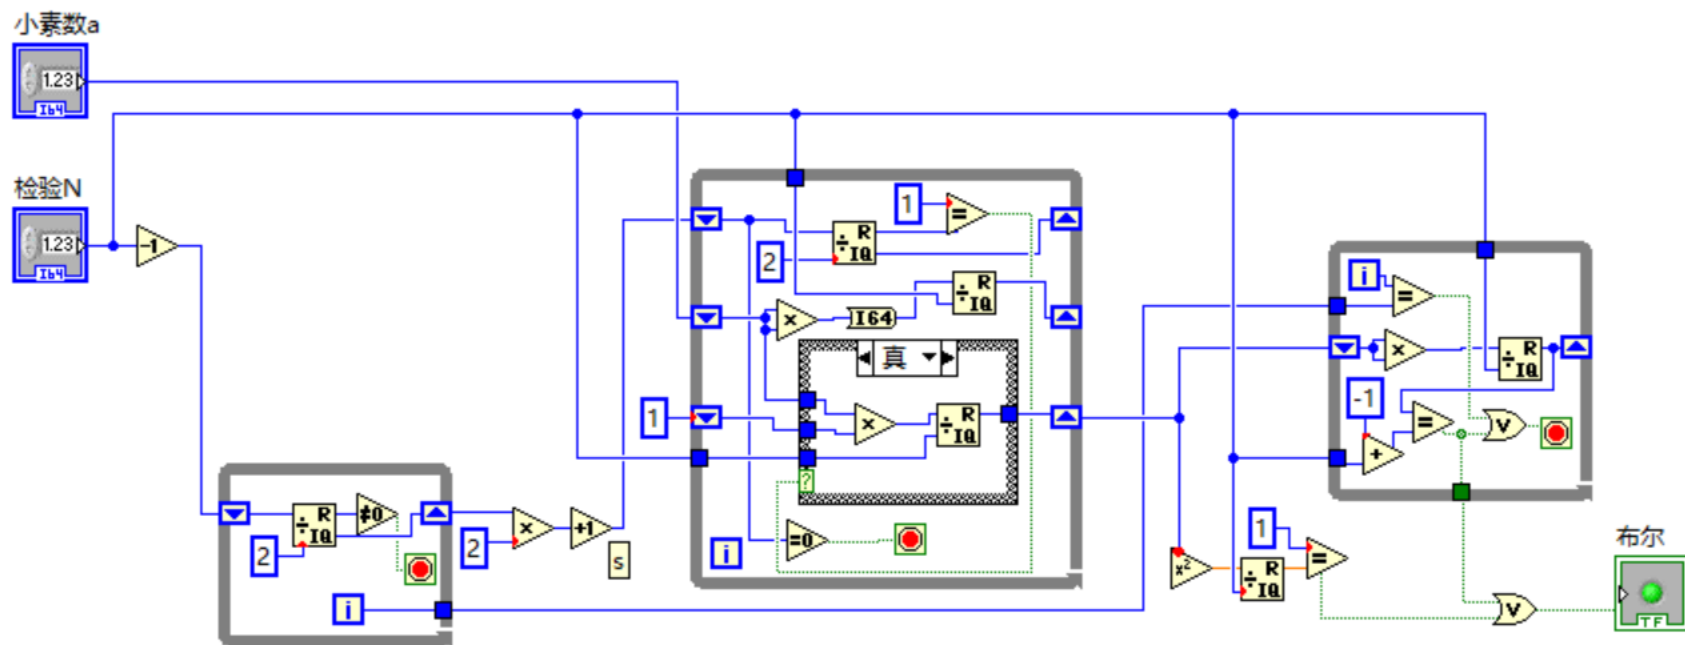 小素数a
1.23
I64
检验N
1.23
I64
-1
R
IQ
2
≠0
i
2
×
+1
s
1
=
R
IQ
2
×
I64
R
IQ
真
1
×
R
IQ
?
=0
i
i
=
×
R
IQ
-1
=
+
V
1
=
x²
R
IQ
V
布尔
TF